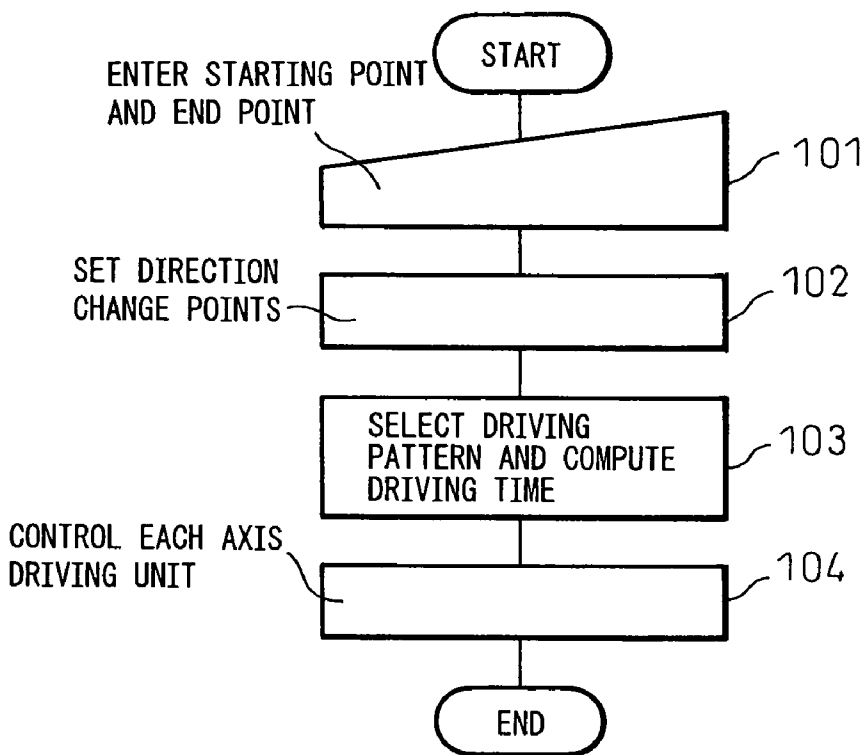 START
ENTER STARTING POINT
AND END POINT
101
SET DIRECTION
CHANGE POINTS
102
SELECT DRIVING
PATTERN AND COMPUTE
DRIVING TIME
103
CONTROL EACH AXIS
DRIVING UNIT
104
END